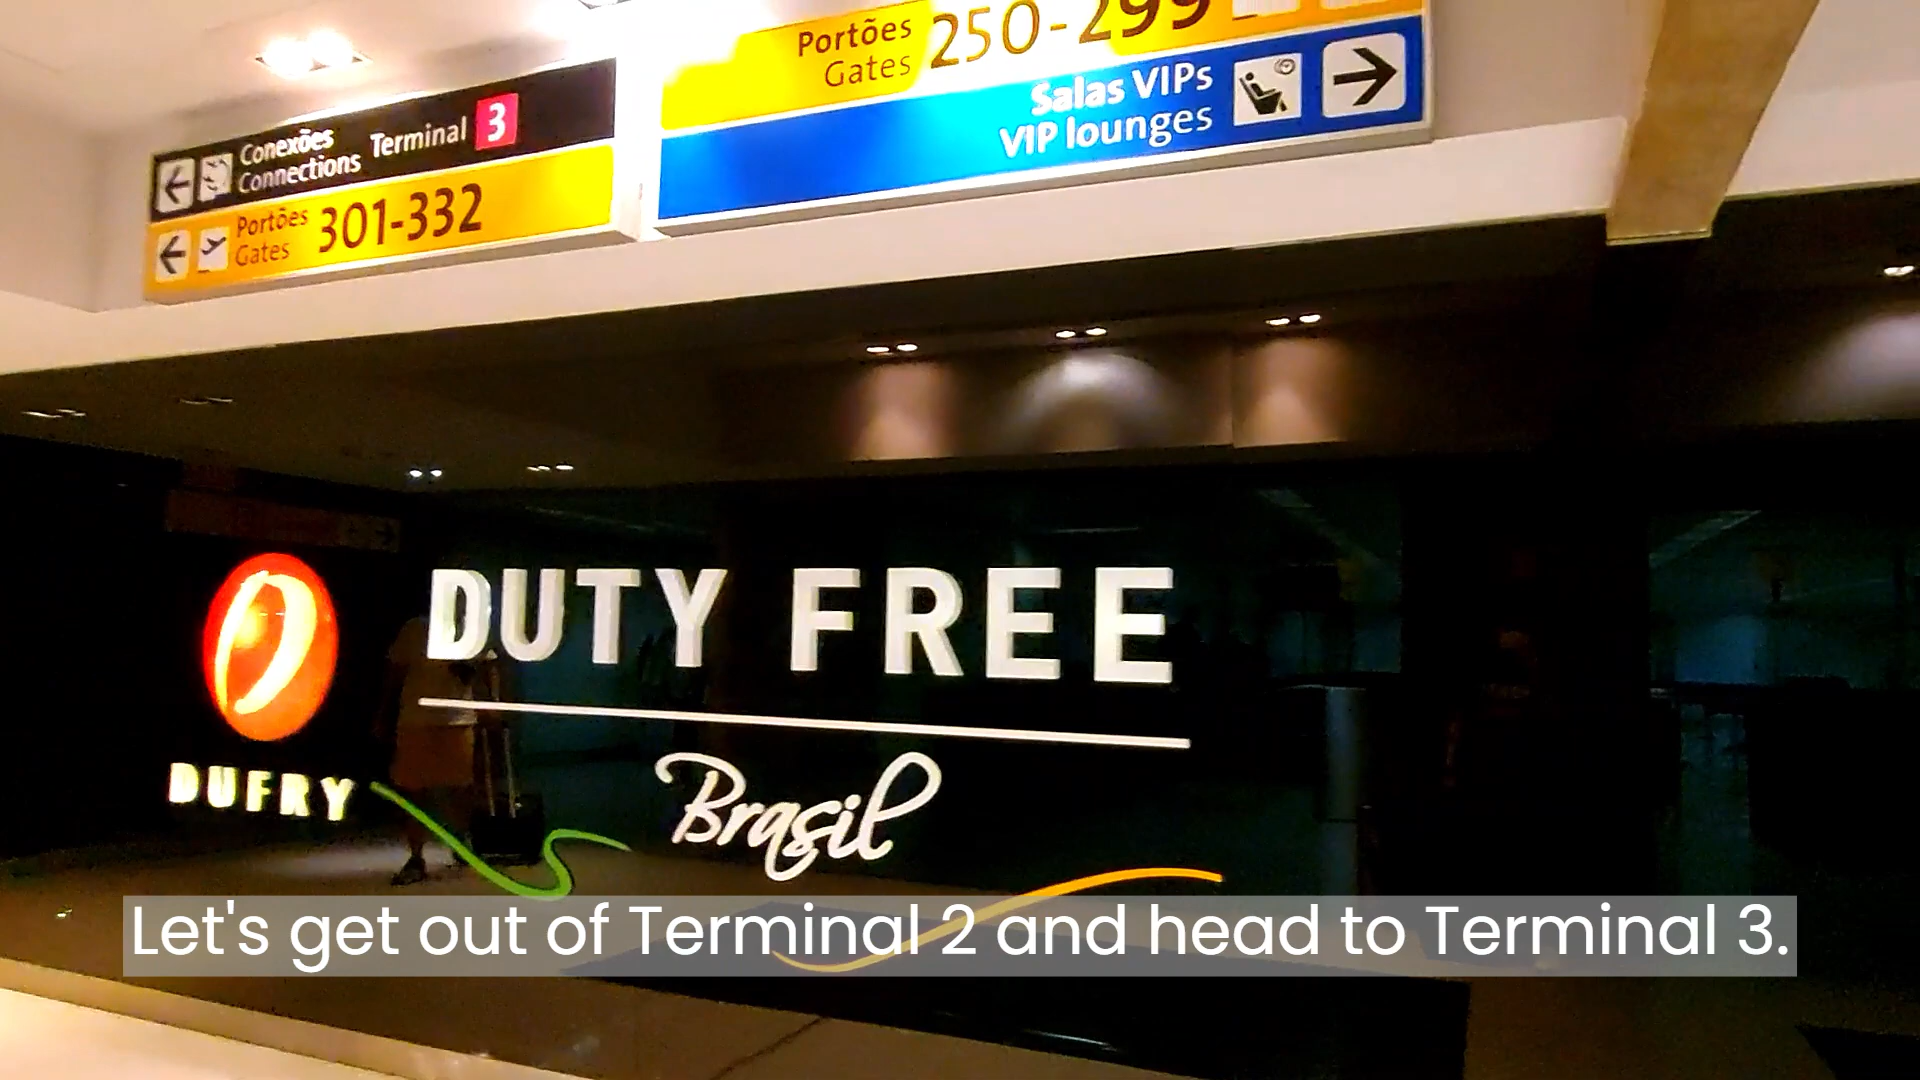 Portões
Gates
250-299
Salas VIPs
VIP lounges
Conexões
Connections
Terminal 3
Portões
Gates
301-332
DUTY FREE
DUFRY
Brasil
Let's get out of Terminal 2 and head to Terminal 3.